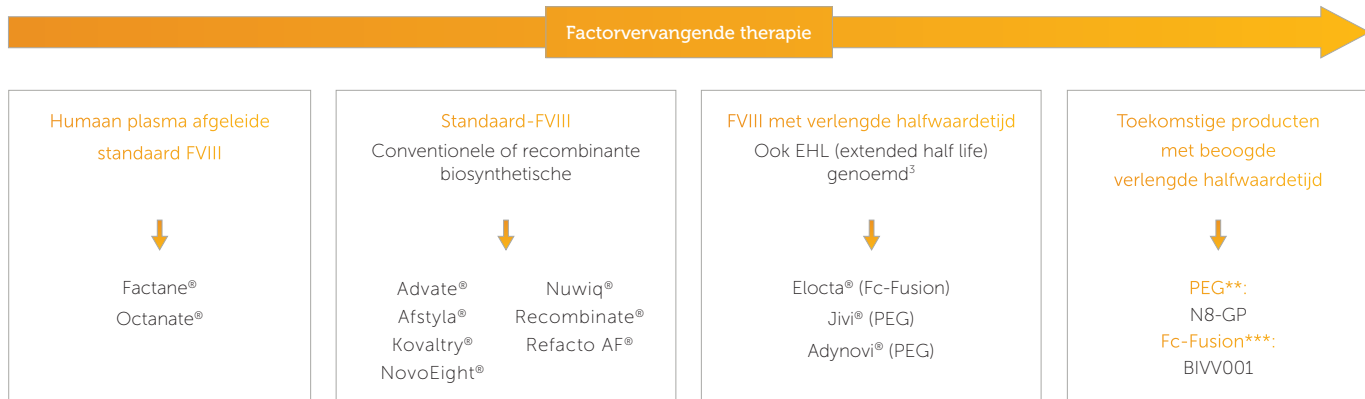 Factorvervangende therapie
Humaan plasma afgeleide
standaard FVIII
Factane®
Octanate®
Standaard-FVIII
Conventionele of recombinante
biosynthetische
Advate®
Afstyla®
Kovaltry®
NovoEight®
Nuwiq®
Recombinate®
Refacto AF®
FVIII met verlengde halfwaardetijd
Ook EHL (extended half life)
genoemd³
Elocta® (Fc-Fusion)
Jivi® (PEG)
Adynovi® (PEG)
Toekomstige producten
met beoogde
verlengde halfwaardetijd
PEG**:
N8-GP
Fc-Fusion***:
BIVV001